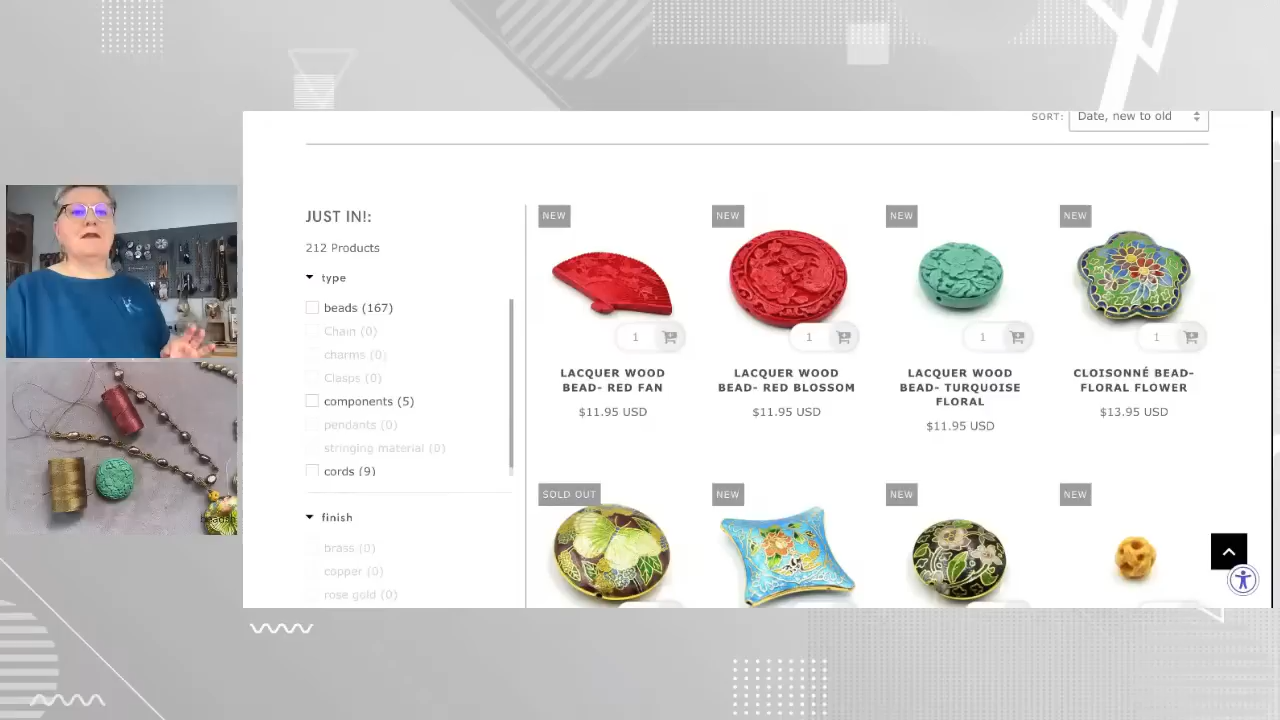 SORT: Date, new to old
JUST IN!:
212 Products
type
beads (167)
Chain (0)
charms (0)
Clasps (0)
components (5)
pendants (0)
stringing material (0)
cords (9)
finish
brass (0)
copper (0)
rose gold (0)
NEW
1
LACQUER WOOD
BEAD- RED FAN
$11.95 USD
NEW
1
LACQUER WOOD
BEAD- RED BLOSSOM
$11.95 USD
NEW
1
LACQUER WOOD
BEAD- TURQUOISE
FLORAL
$11.95 USD
NEW
1
CLOISONNÉ BEAD-
FLORAL FLOWER
$13.95 USD
SOLD OUT
NEW
NEW
NEW